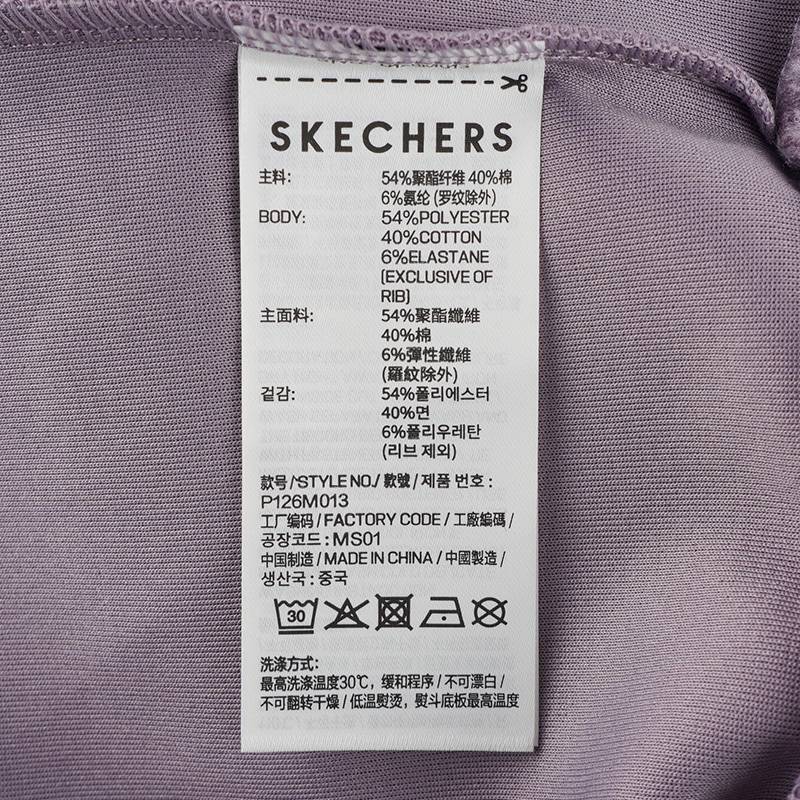 SKECHERS
主料: 54%聚酯纤维 40%棉
6%氨纶 (罗纹除外)
BODY: 54%POLYESTER
40%COTTON
6%ELASTANE
(EXCLUSIVE OF
RIB)
主面料: 54%聚酯纖維
40%棉
6%彈性纖維
(羅紋除外)
겉감: 54%폴리에스터
40%면
6%폴리우레탄
(리브 제외)
款号 /STYLE NO./ 款號 / 제품 번호 :
P126M013
工厂编码 / FACTORY CODE / 工廠編碼 /
공장코드 : MS01
中国制造 / MADE IN CHINA / 中國製造 /
생산국 : 중국
30
洗涤方式:
最高洗涤温度30℃, 缓和程序 / 不可漂白 /
不可翻转干燥 / 低温熨烫, 熨斗底板最高温度